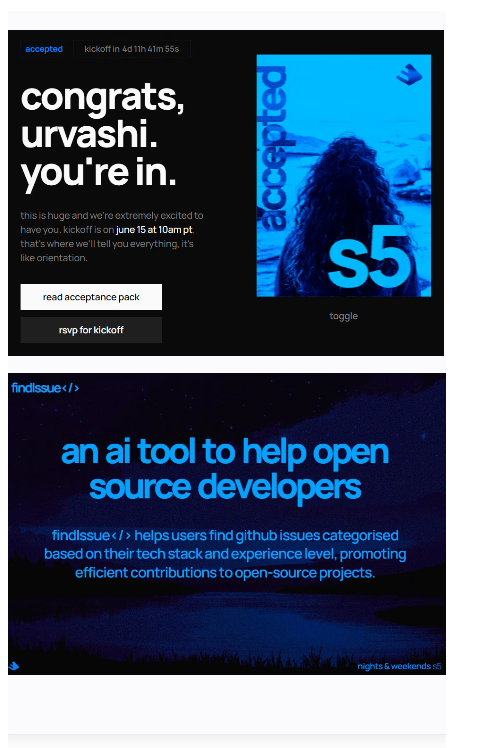 accepted
kickoff in 4d 11h 41m 55s
congrats,
urvashi.
you're in.
this is huge and we're extremely excited to
have you. kickoff is on june 15 at 10am pt.
that's where we'll tell you everything, it's
like orientation.
read acceptance pack
rsvp for kickoff
accepted
s5
toggle
findIssue</>
an ai tool to help open
source developers
findIssue</> helps users find github issues categorised
based on their tech stack and experience level, promoting
efficient contributions to open-source projects.
nights & weekends s5